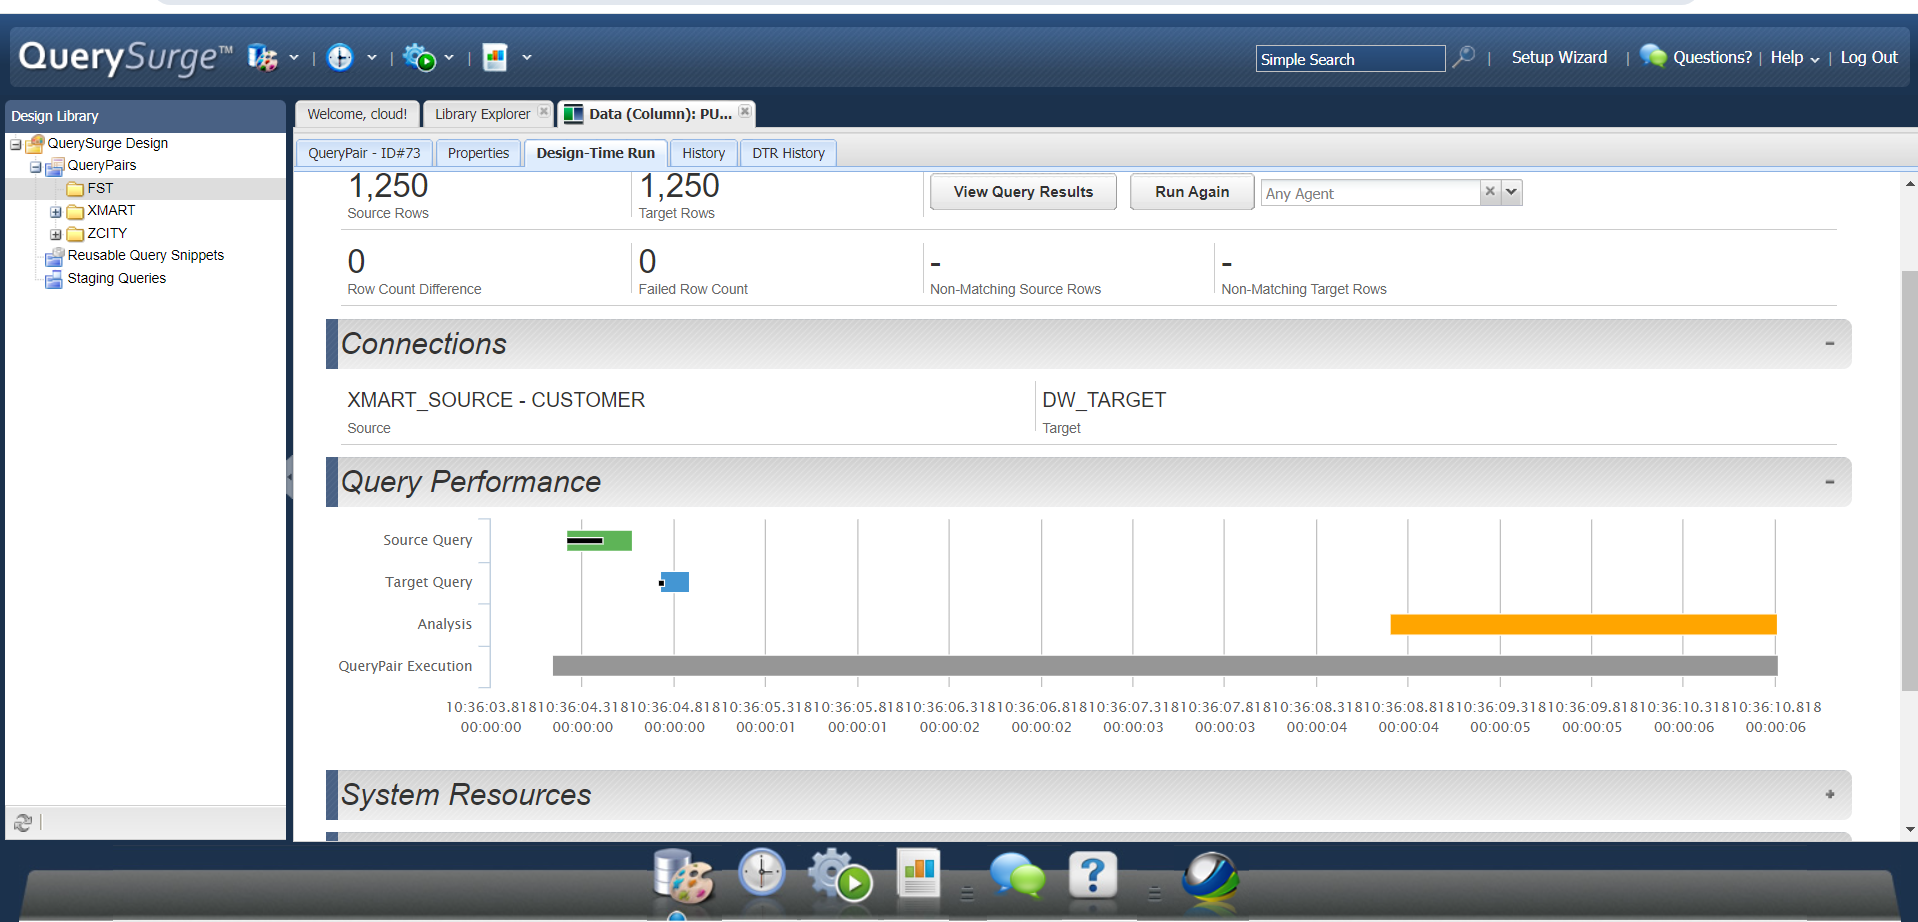 QuerySurge™
Simple Search
Setup Wizard
Questions?
Help
Log Out
Design Library
QuerySurge Design
QueryPairs
FST
XMART
ZCITY
Reusable Query Snippets
Staging Queries
Welcome, cloud!
Library Explorer
Data (Column): PU...
QueryPair - ID#73
Properties
Design-Time Run
History
DTR History
1,250
Source Rows
1,250
Target Rows
View Query Results
Run Again
Any Agent
0
Row Count Difference
0
Failed Row Count
-
Non-Matching Source Rows
-
Non-Matching Target Rows
Connections
XMART_SOURCE - CUSTOMER
Source
DW_TARGET
Target
Query Performance
Source Query
Target Query
Analysis
QueryPair Execution
10:36:03.818 10:36:04.318 10:36:04.818 10:36:05.318 10:36:05.818 10:36:06.318 10:36:06.818 10:36:07.318 10:36:07.818 10:36:08.318 10:36:08.818 10:36:09.318 10:36:09.818 10:36:10.318 10:36:10.818
00:00:00 00:00:00 00:00:00 00:00:01 00:00:01 00:00:02 00:00:02 00:00:03 00:00:03 00:00:04 00:00:04 00:00:05 00:00:05 00:00:06 00:00:06
System Resources